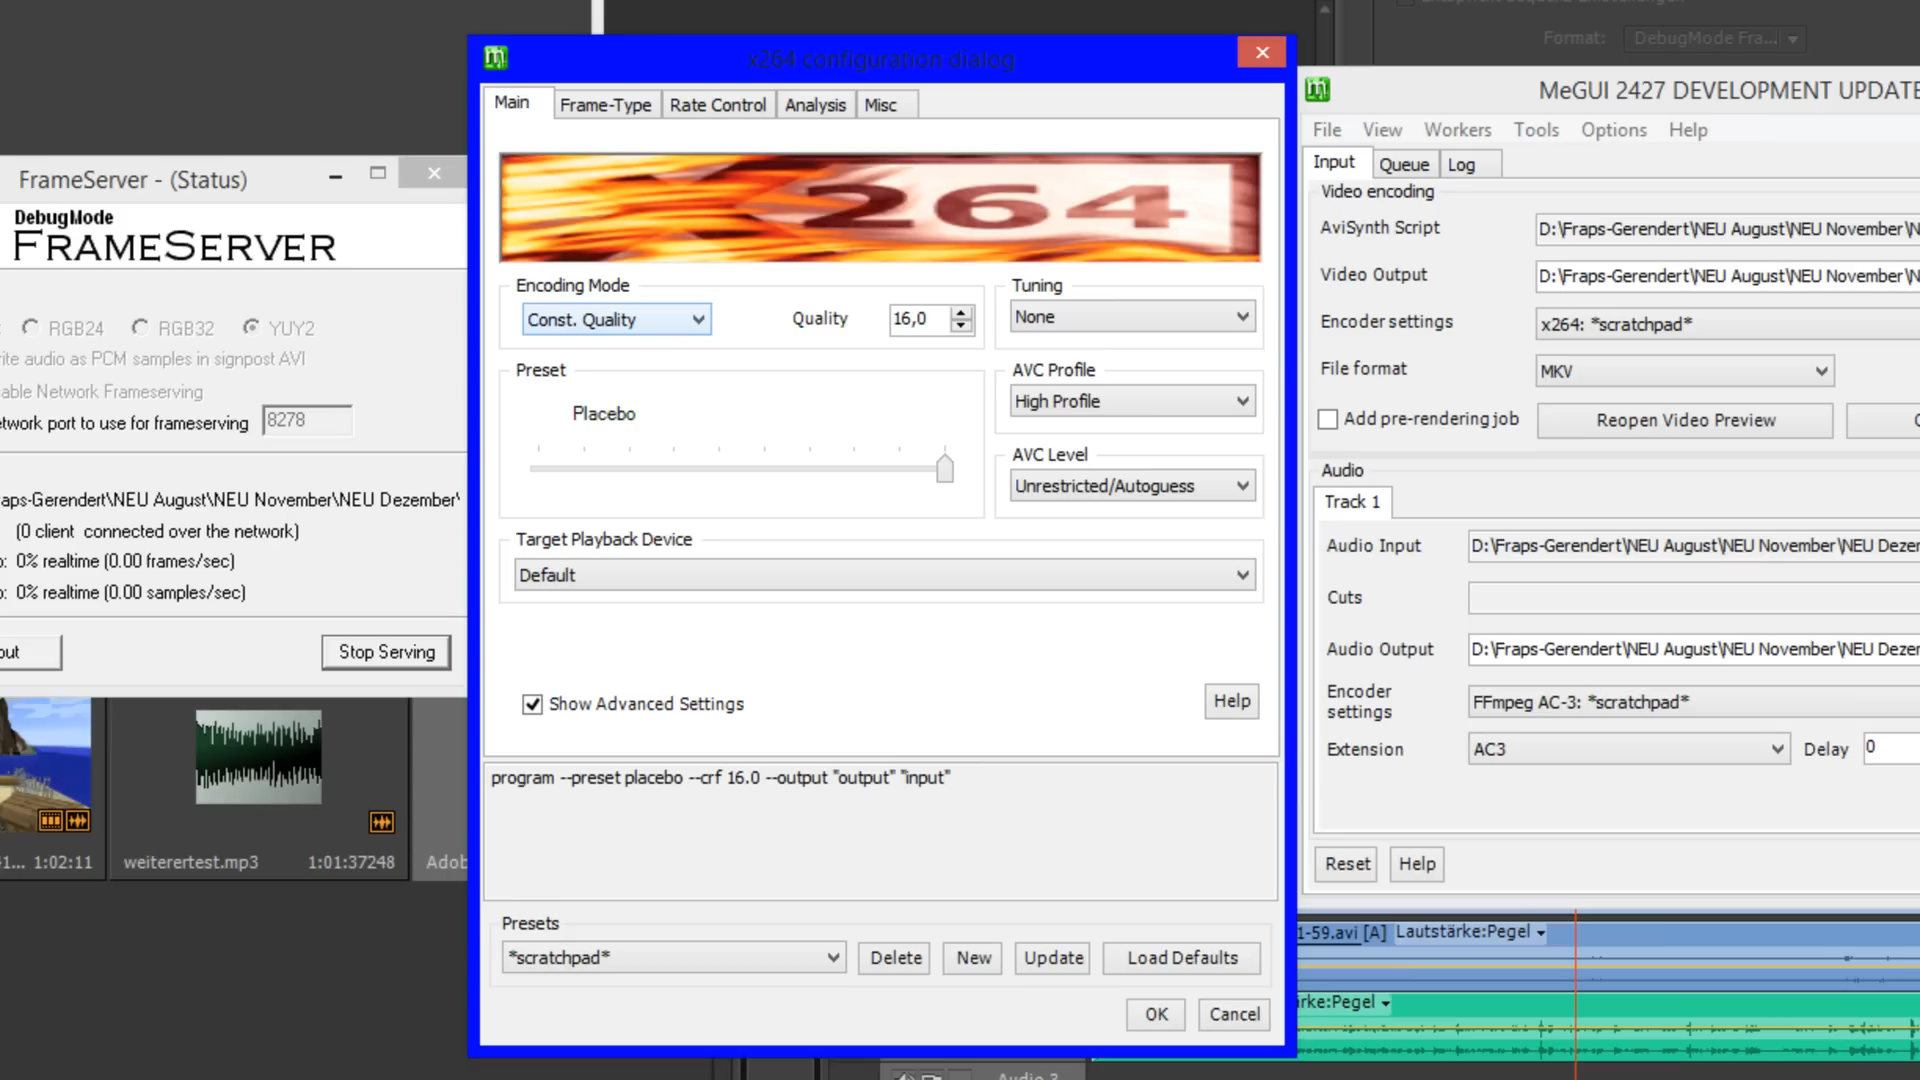 Format:
DebugMode Fra...
x264 configuration dialog
Main
Frame-Type
Rate Control
Analysis
Misc
264
Encoding Mode
Const. Quality
Quality
16,0
Tuning
None
Preset
Placebo
AVC Profile
High Profile
AVC Level
Unrestricted/Autoguess
Target Playback Device
Default
Show Advanced Settings
Help
program --preset placebo --crf 16.0 --output "output" "input"
Presets
*scratchpad*
Delete
New
Update
Load Defaults
OK
Cancel
FrameServer - (Status)
DebugMode
FRAMESERVER
RGB24
RGB32
YUY2
ite audio as PCM samples in signpost AVI
able Network Frameserving
etwork port to use for frameserving
8278
aps-Gerendert\NEU August\NEU November\NEU Dezember\
(0 client connected over the network)
o: 0% realtime (0.00 frames/sec)
o: 0% realtime (0.00 samples/sec)
out
Stop Serving
1... 1:02:11
weiterertest.mp3
1:01:37248
Adob
MeGUI 2427 DEVELOPMENT UPDATE
File
View
Workers
Tools
Options
Help
Input
Queue
Log
Video encoding
AviSynth Script
D:\Fraps-Gerendert\NEU August\NEU November\N
Video Output
D:\Fraps-Gerendert\NEU August\NEU November\N
Encoder settings
x264: *scratchpad*
File format
MKV
Add pre-rendering job
Reopen Video Preview
Audio
Track 1
Audio Input
D:\Fraps-Gerendert\NEU August\NEU November\NEU Dezer
Cuts
Audio Output
D:\Fraps-Gerendert\NEU August\NEU November\NEU Dezer
Encoder
settings
FFmpeg AC-3: *scratchpad*
Extension
AC3
Delay
0
Reset
Help
1-59.avi [A]
Lautstärke:Pegel
irke:Pegel
Audio 3